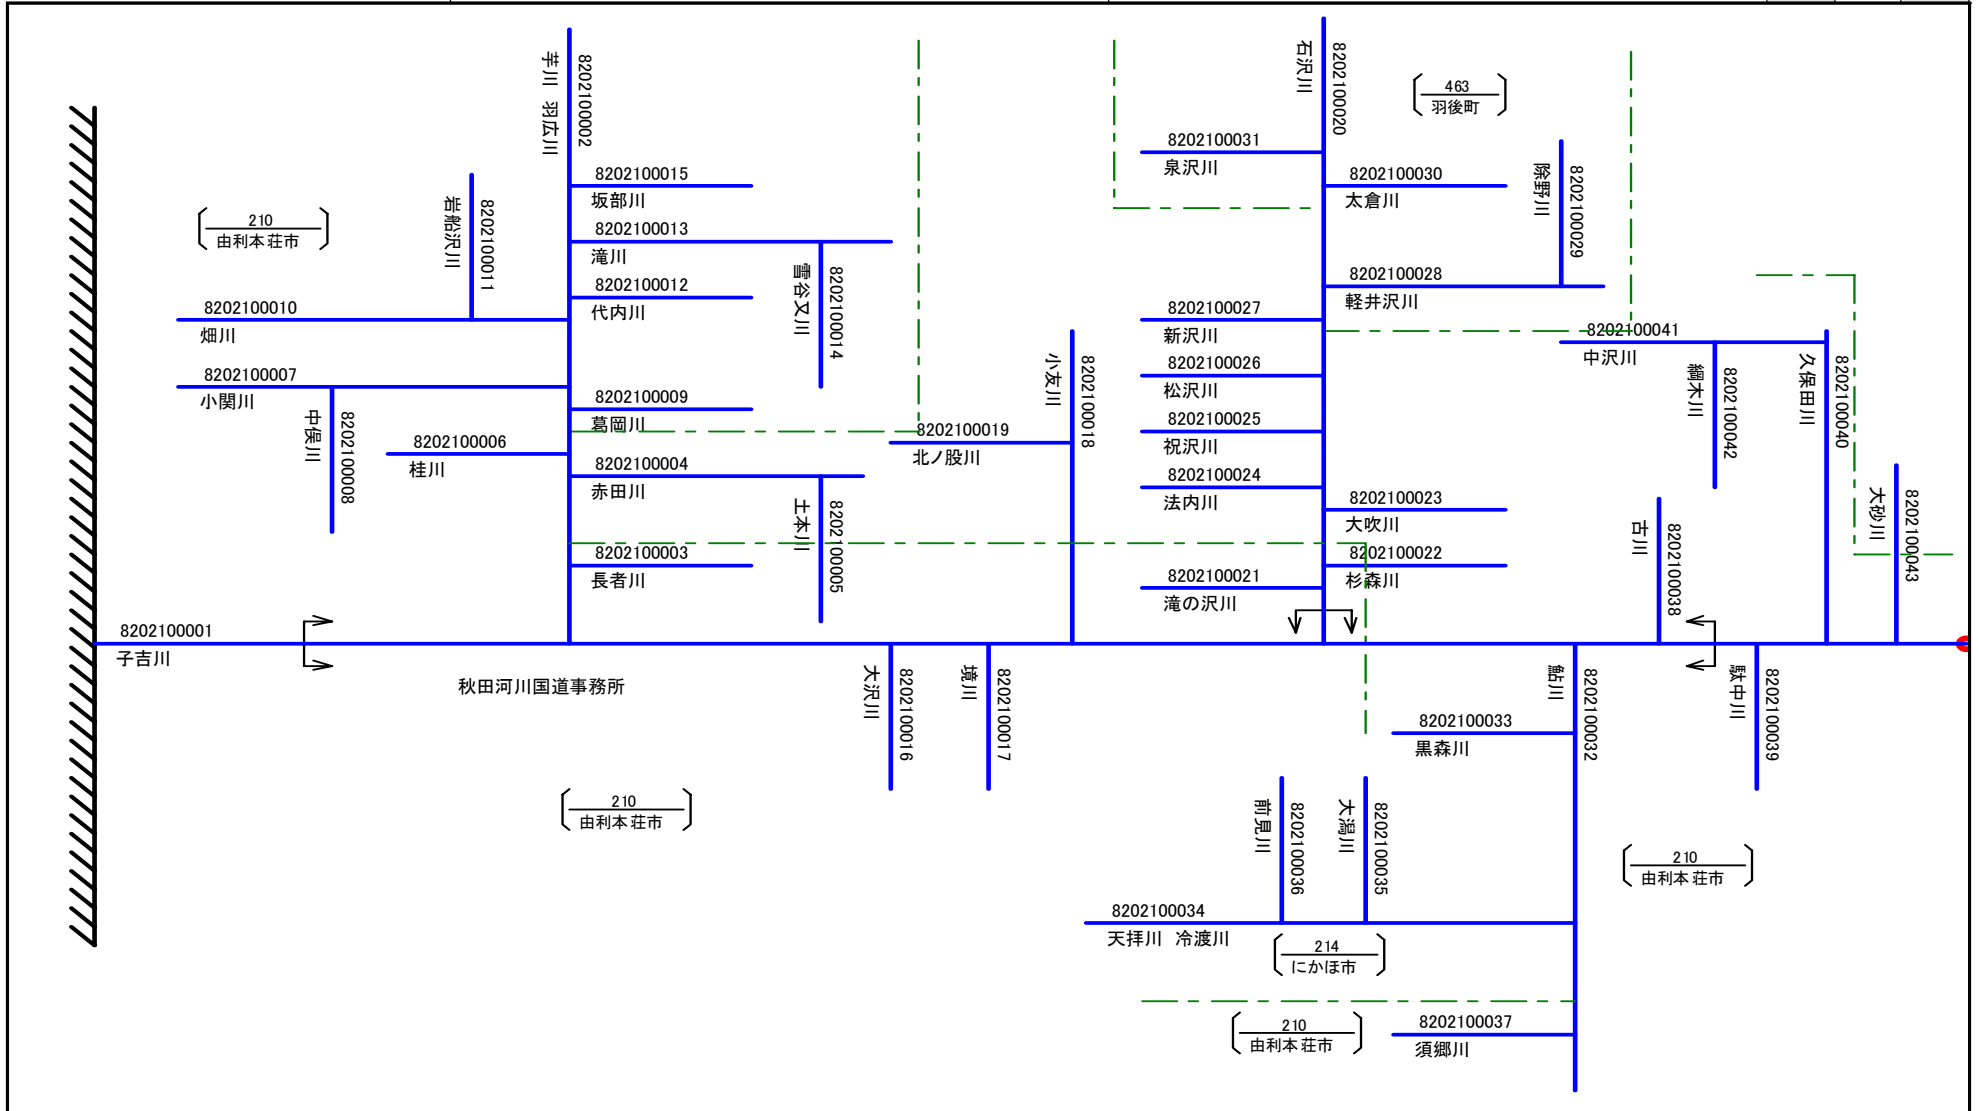 8202100001
子吉川
秋田河川国道事務所
8202100002
芋川 羽広川
8202100003
長者川
8202100004
赤田川
8202100005
土本川
8202100006
桂川
8202100007
小関川
8202100008
中俣川
8202100009
葛岡川
8202100010
畑川
8202100011
岩船沢川
8202100012
代内川
8202100013
滝川
8202100014
雪谷又川
8202100015
坂部川
8202100016
大沢川
8202100017
境川
8202100018
小友川
8202100019
北ノ股川
8202100020
石沢川
8202100021
滝の沢川
8202100022
杉森川
8202100023
大吹川
8202100024
法内川
8202100025
祝沢川
8202100026
松沢川
8202100027
新沢川
8202100028
軽井沢川
8202100029
除野川
8202100030
太倉川
8202100031
泉沢川
8202100032
鮎川
8202100033
黒森川
8202100034
天拝川 冷渡川
8202100035
大潟川
8202100036
前見川
8202100037
須郷川
8202100038
古川
8202100039
駄中川
8202100040
久保田川
8202100041
中沢川
8202100042
綱木川
8202100043
大砂川
210
由利本荘市
463
羽後町
210
由利本荘市
210
由利本荘市
214
にかほ市
210
由利本荘市